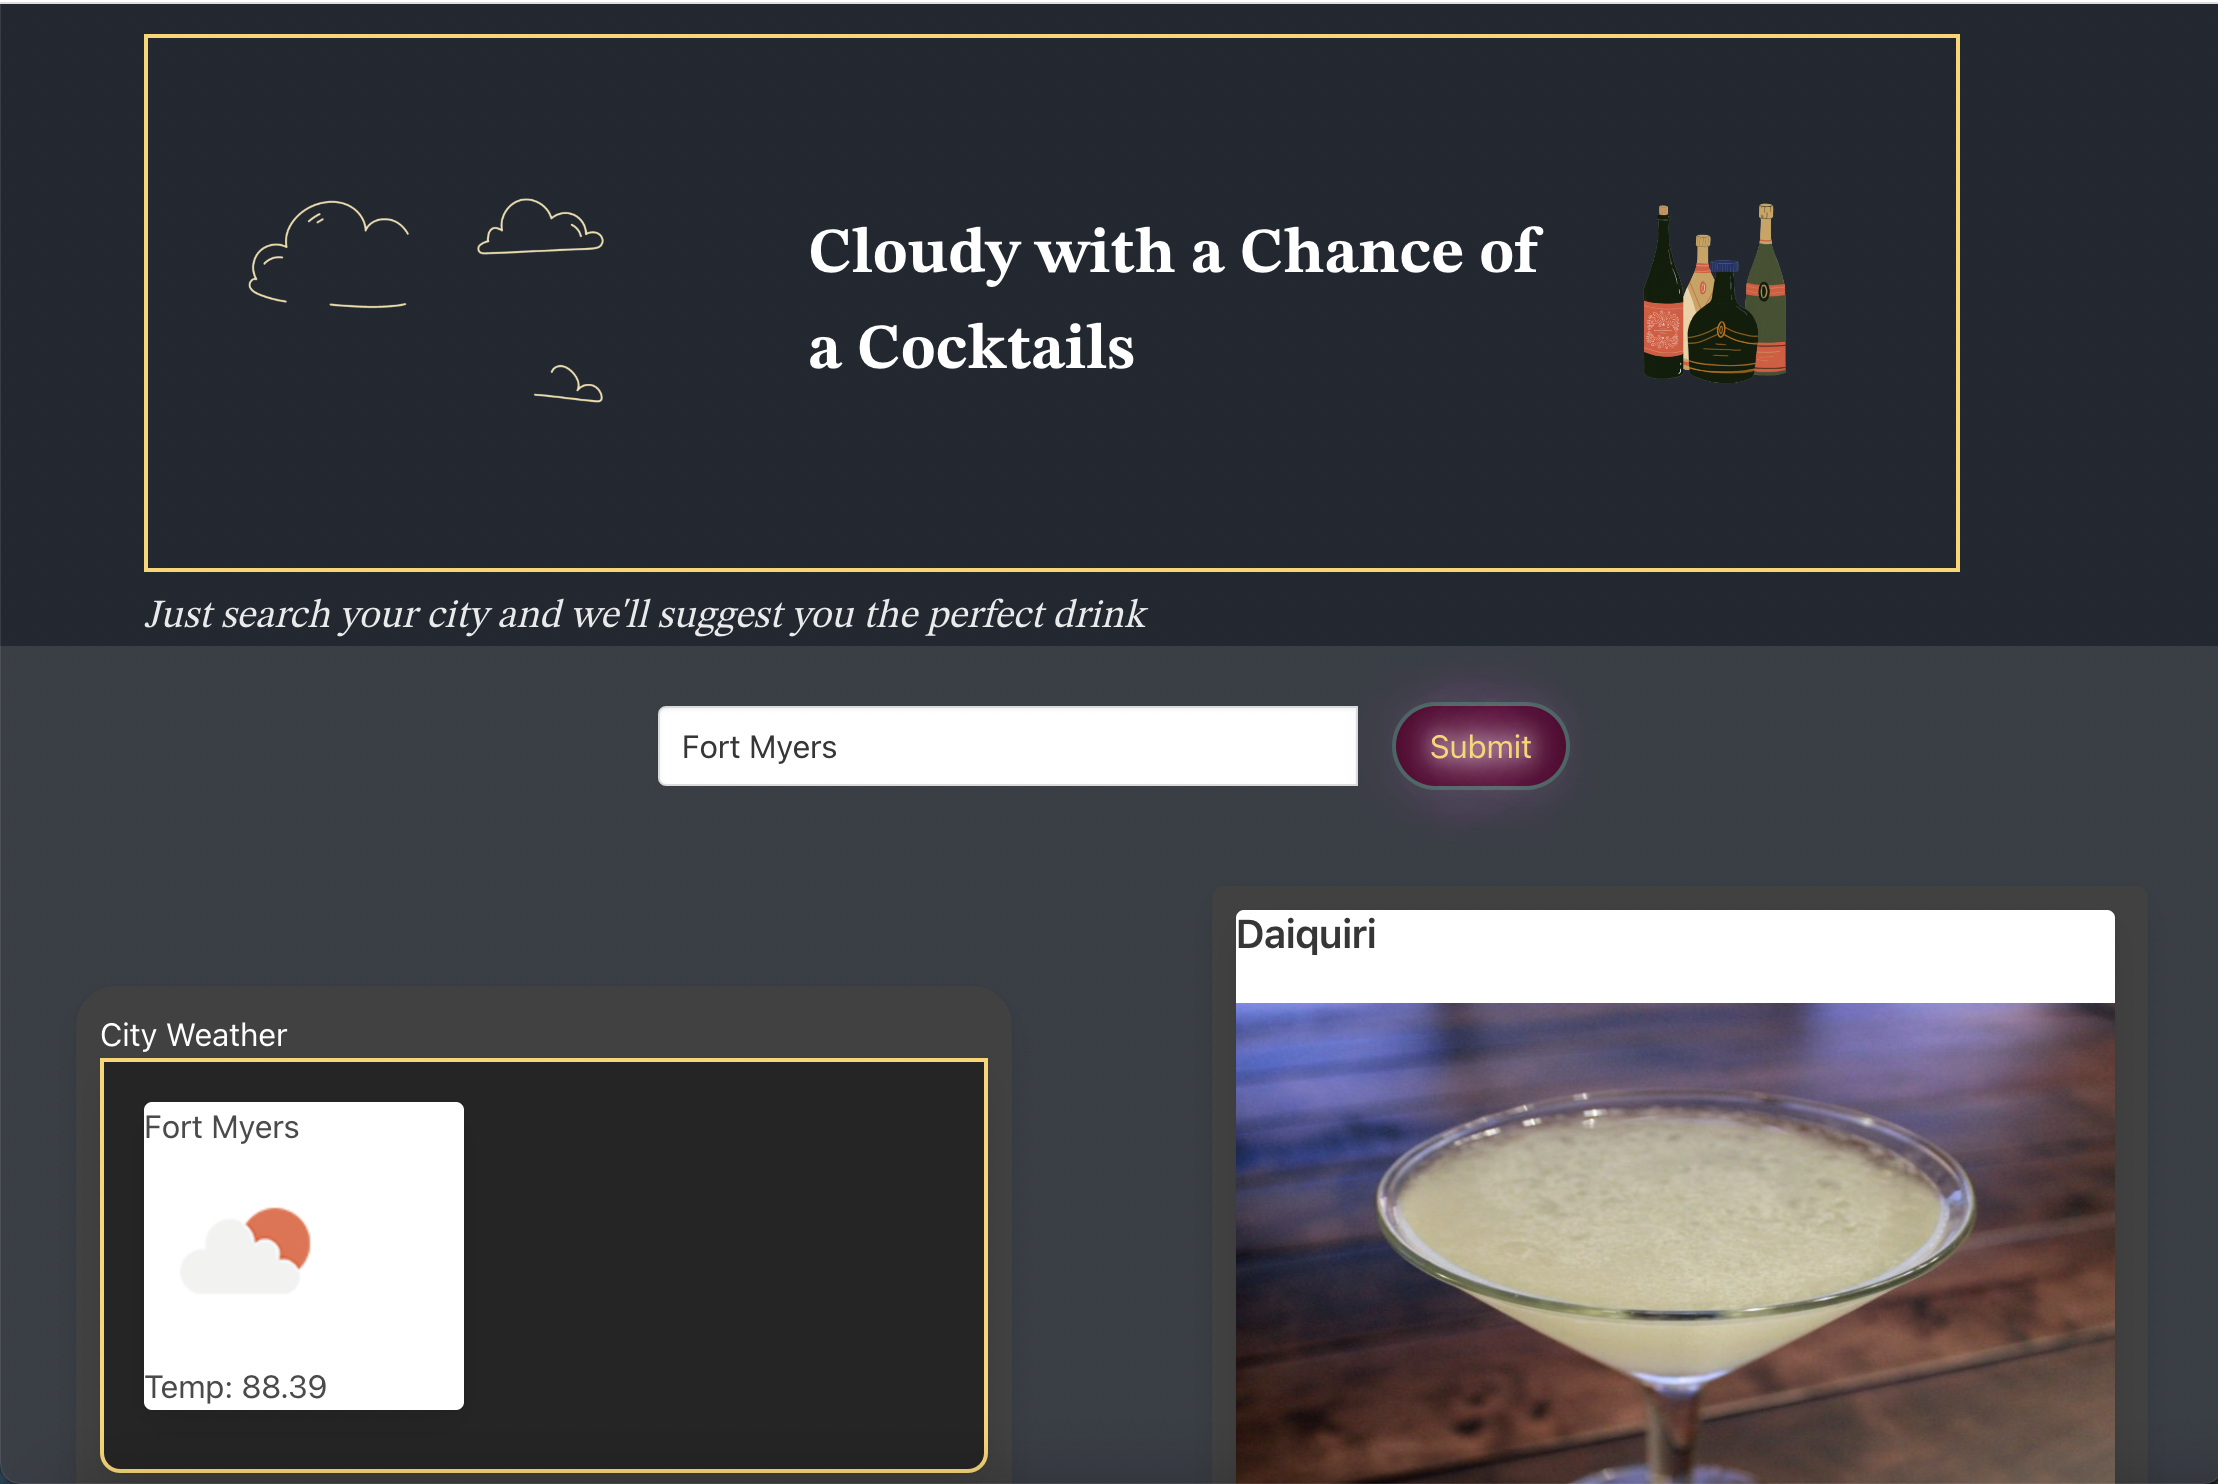 Cloudy with a Chance of
a Cocktails
Just search your city and we'll suggest you the perfect drink
Fort Myers
Submit
City Weather
Fort Myers
Temp: 88.39
Daiquiri